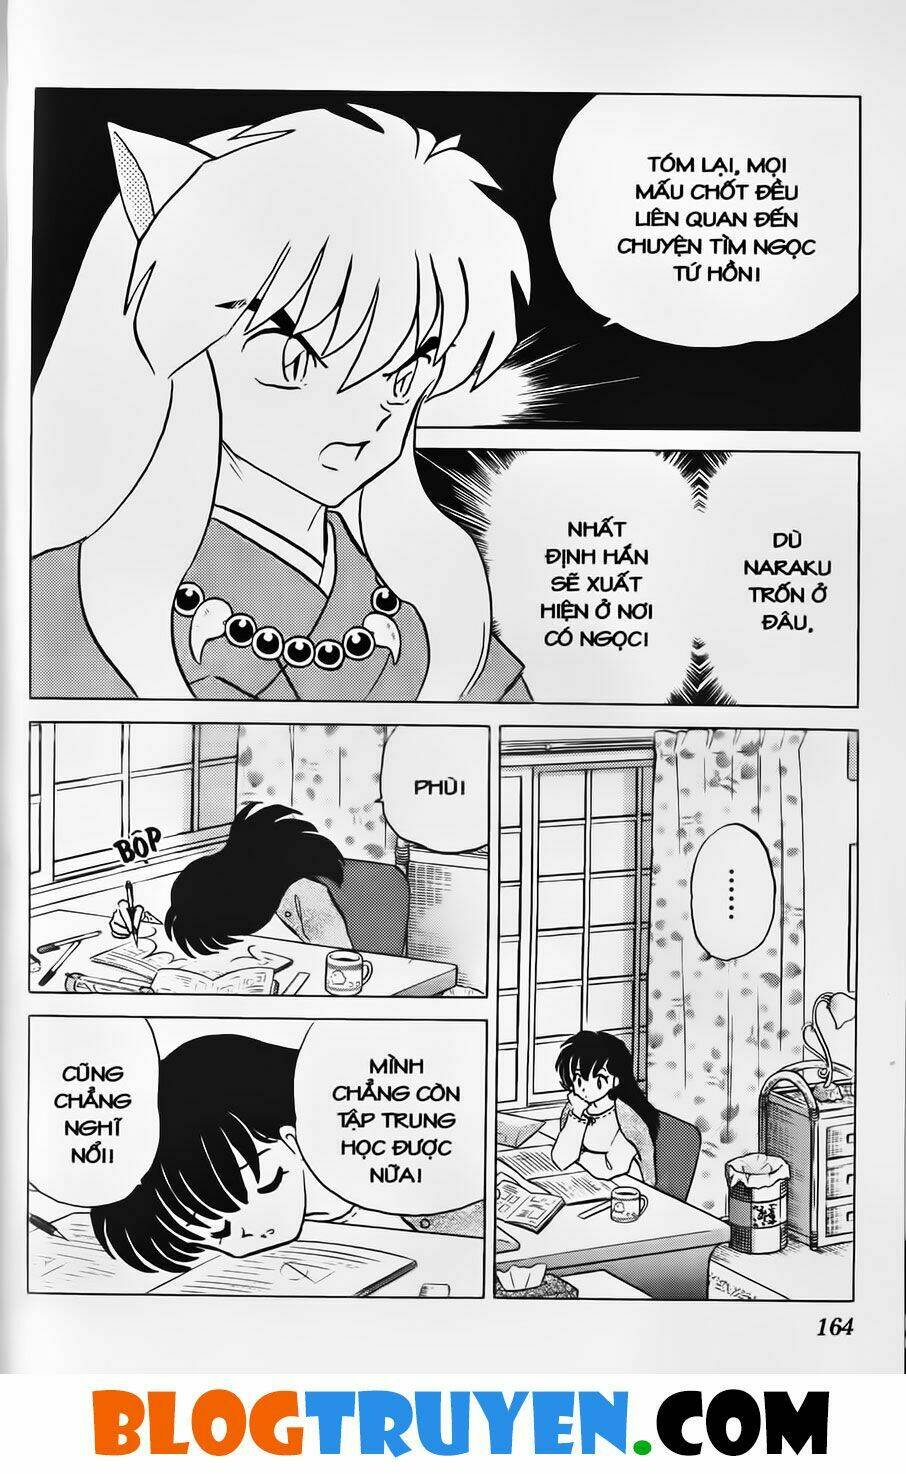 TÓM LẠI, MỌI
MẤU CHỐT ĐỀU
LIÊN QUAN ĐẾN
CHUYỆN TÌM NGỌC
TỨ HỒN!
DÙ
NARAKU
TRỐN Ở
ĐÂU,
NHẤT
ĐỊNH HẮN
SẼ XUẤT
HIỆN Ở NƠI
CÓ NGỌC!
......
PHÙ!
BỘP
MÌNH
CHẲNG CÒN
TẬP TRUNG
HỌC ĐƯỢC
NỮA!
CŨNG
CHẲNG
NGHĨ
NỔI!
164
BLOGTRUYEN.COM